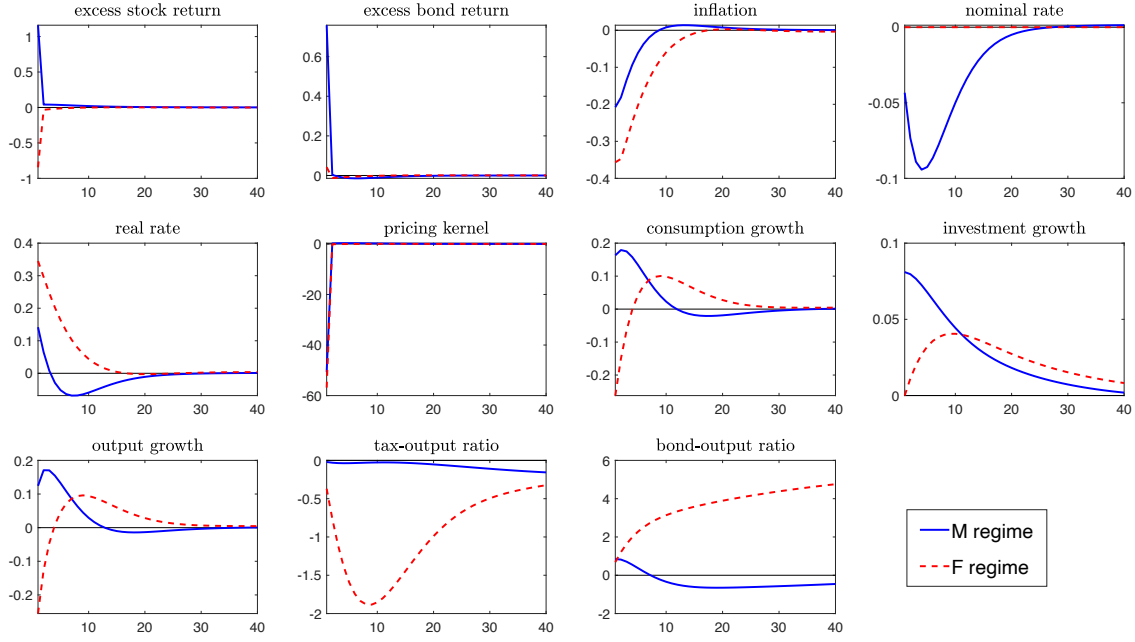 excess stock return
1
0.5
0
-0.5
-1
10 20 30 40
excess bond return
0.6
0.4
0.2
0
10 20 30 40
inflation
0
-0.1
-0.2
-0.3
-0.4
10 20 30 40
nominal rate
0
-0.05
-0.1
10 20 30 40
real rate
0.4
0.3
0.2
0.1
0
10 20 30 40
pricing kernel
0
-20
-40
-60
10 20 30 40
consumption growth
0.2
0.1
0
-0.1
-0.2
10 20 30 40
investment growth
0.1
0.05
0
10 20 30 40
output growth
0.2
0.1
0
-0.1
-0.2
10 20 30 40
tax-output ratio
0
-0.5
-1
-1.5
-2
10 20 30 40
bond-output ratio
6
4
2
0
-2
10 20 30 40
M regime
F regime